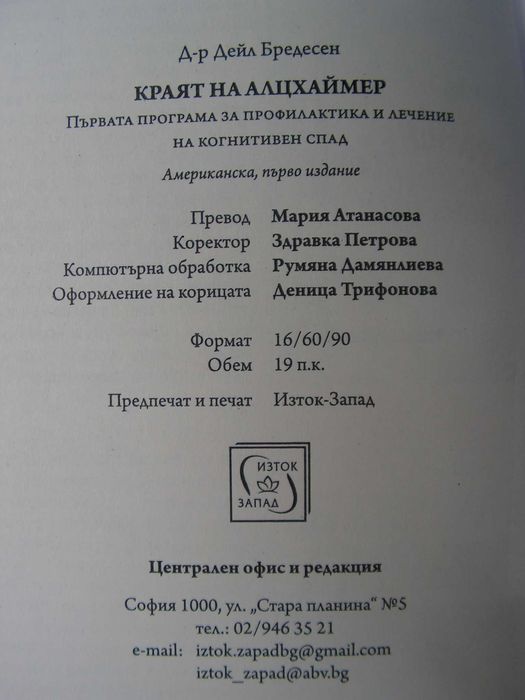 Д-р Дейл Бредесен
КРАЯТ НА АЛЦХАЙМЕР
Първата програма за профилактика и лечение
на когнитивен спад
Американска, първо издание
Превод Мария Атанасова
Коректор Здравка Петрова
Компютърна обработка Румяна Дамянлиева
Оформление на корицата Деница Трифонова
Формат 16/60/90
Обем 19 п.к.
Предпечат и печат Изток-Запад
ИЗТОК
ЗАПАД
Централен офис и редакция
София 1000, ул. „Стара планина“ №5
тел.: 02/946 35 21
e-mail: iztok.zapadbg@gmail.com
iztok_zapad@abv.bg